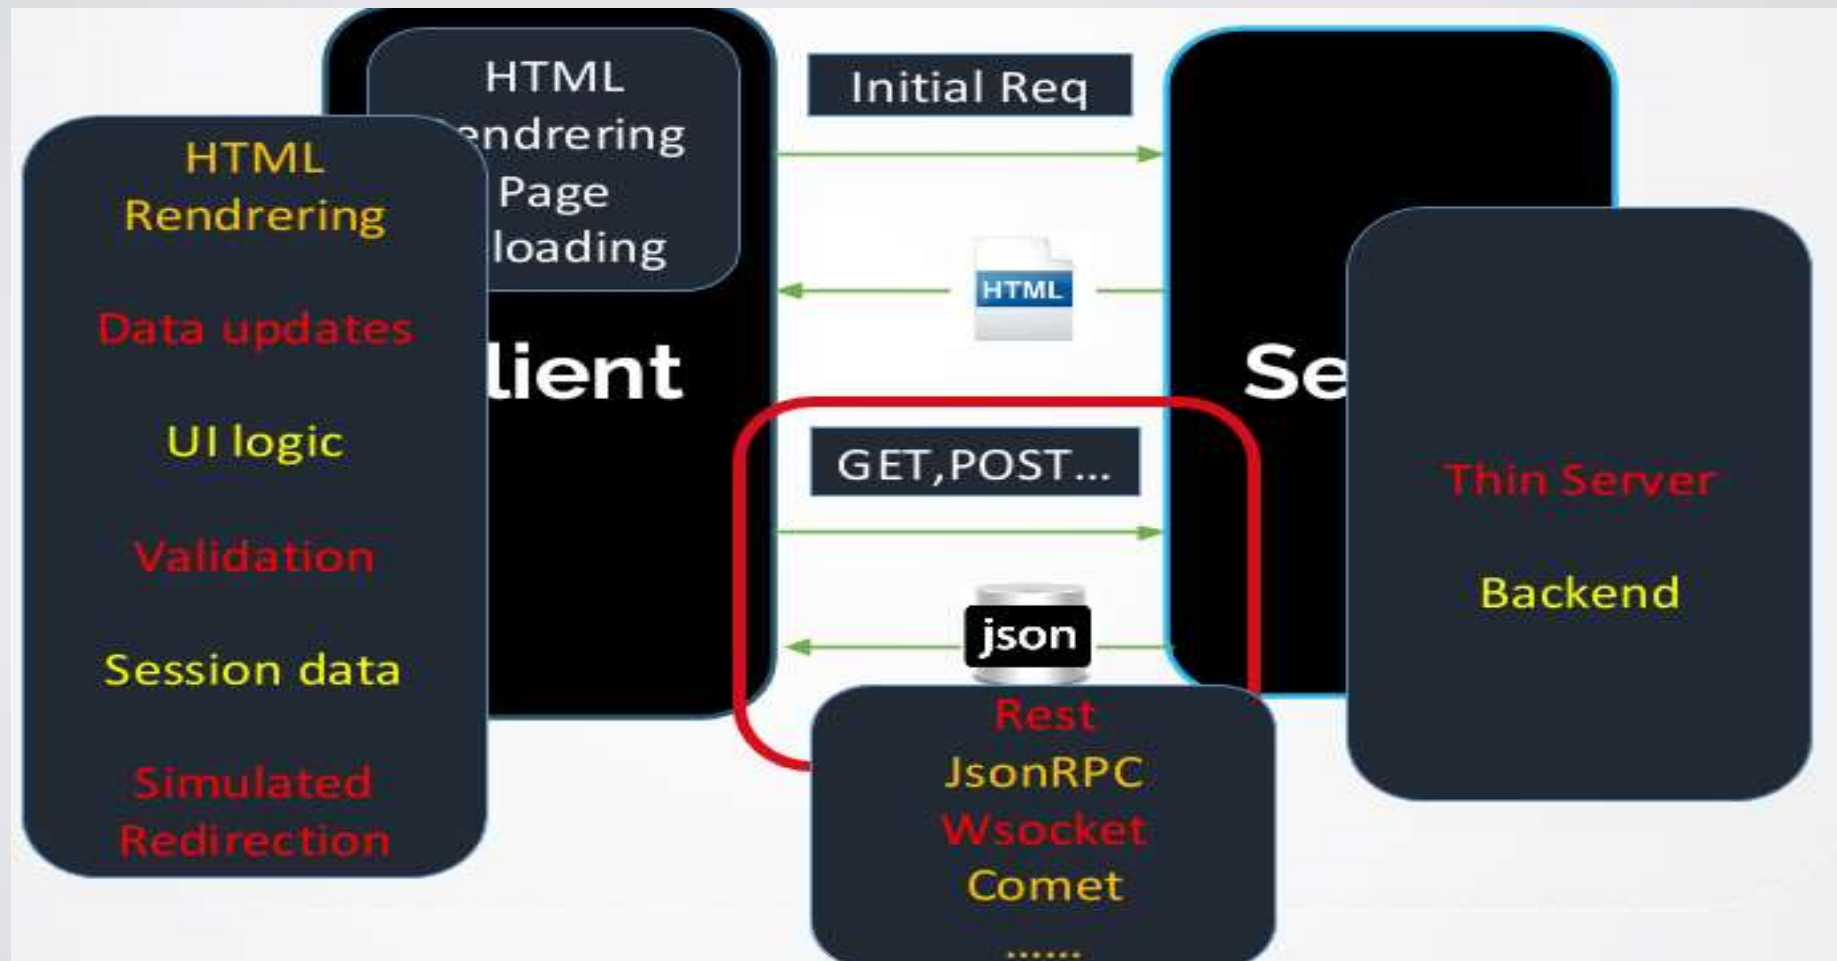 HTML
endrering
Page
loading
lient
HTML
Rendrering
Data updates
UI logic
Validation
Session data
Simulated
Redirection
Initial Req
HTML
GET,POST...
json
Rest
JsonRPC
Wsocket
Comet
......
Se
Thin Server
Backend